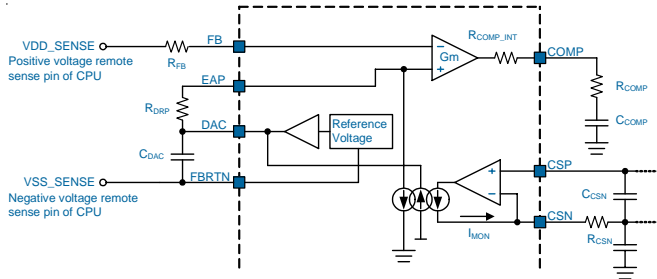 VDD_SENSE
Positive voltage remote
sense pin of CPU
RFB
FB
EAP
RDRP
DAC
CDAC
VSS_SENSE
Negative voltage remote
sense pin of CPU
FBRTN
Reference
Voltage
Gm
RCOMP_INT
COMP
RCOMP
CCOMP
CSP
CCSN
CSN
RCSN
IMON